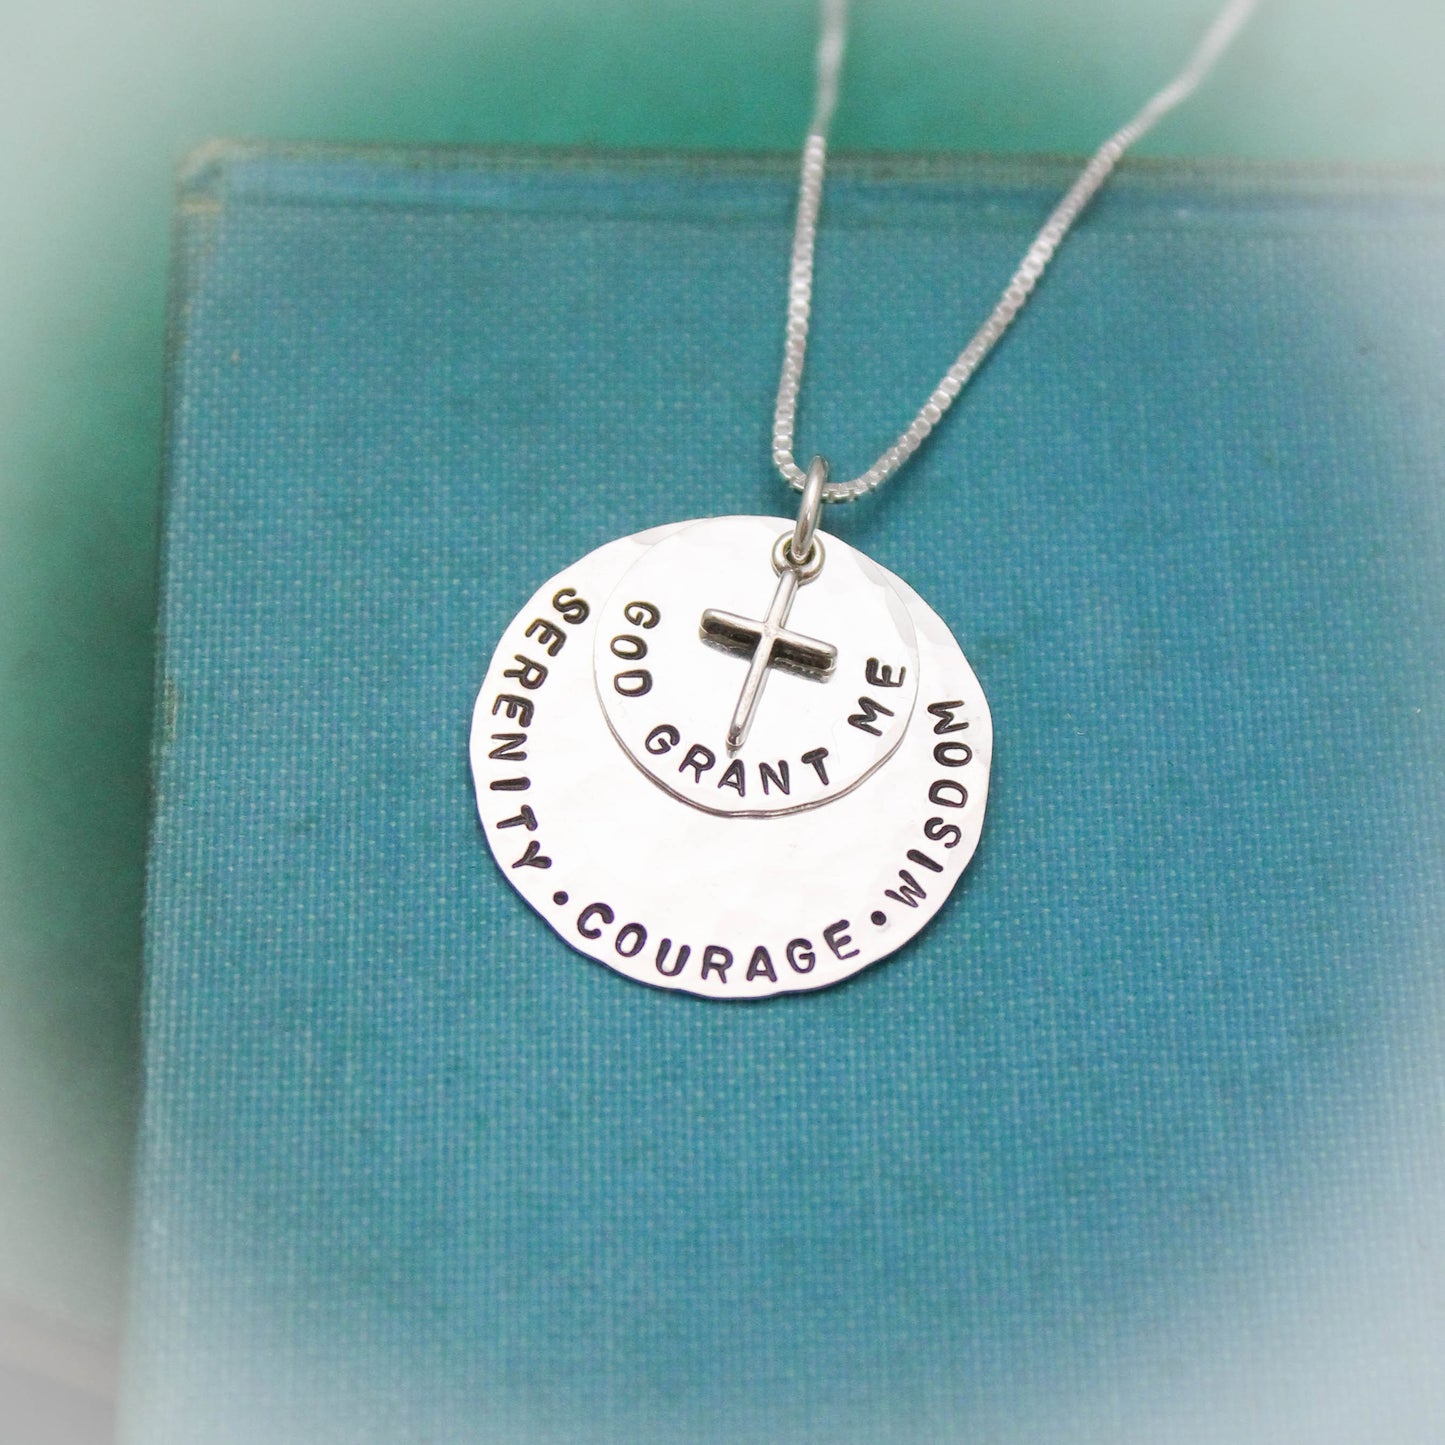 GOD GRANT ME
SERENITY • COURAGE • WISDOM